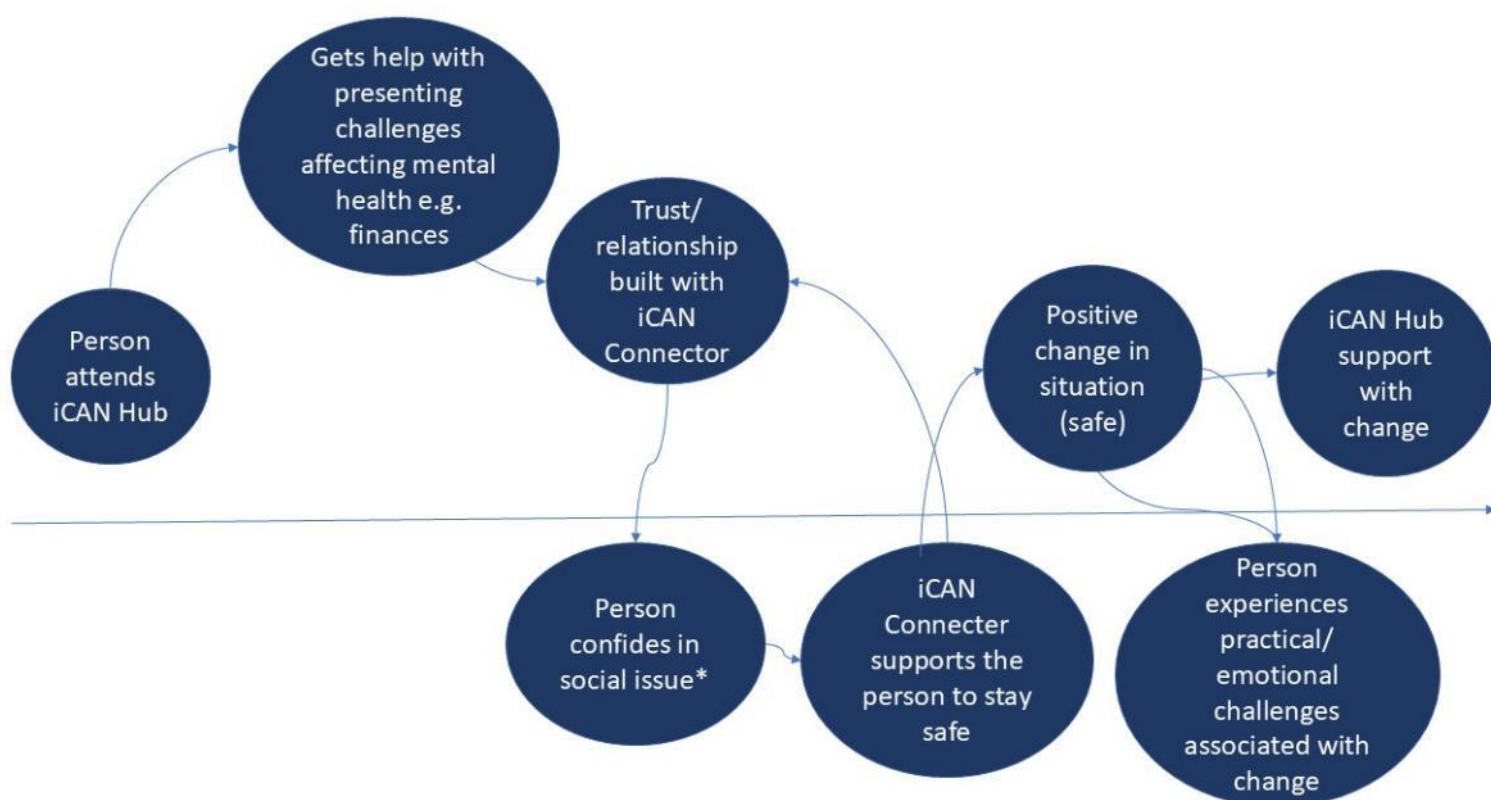 Person
attends
iCAN Hub
Gets help with
presenting
challenges
affecting mental
health e.g.
finances
Trust/
relationship
built with
iCAN
Connector
Person
confides in
social issue*
iCAN
Connecter
supports the
person to stay
safe
Positive
change in
situation
(safe)
iCAN Hub
support
with
change
Person
experiences
practical/
emotional
challenges
associated with
change